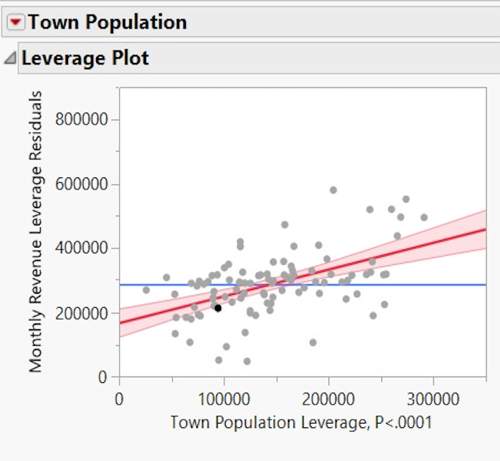 Town Population
Leverage Plot
Monthly Revenue Leverage Residuals
800000
600000
400000
200000
0
0
100000
200000
300000
Town Population Leverage, P<.0001